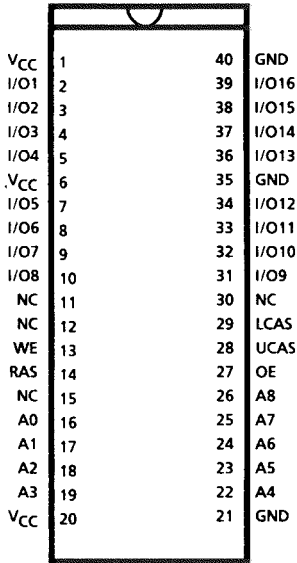 VCC 1 40 GND
I/O1 2 39 I/O16
I/O2 3 38 I/O15
I/O3 4 37 I/O14
I/O4 5 36 I/O13
VCC 6 35 GND
I/O5 7 34 I/O12
I/O6 8 33 I/O11
I/O7 9 32 I/O10
I/O8 10 31 I/O9
NC 11 30 NC
NC 12 29 LCAS
WE 13 28 UCAS
RAS 14 27 OE
NC 15 26 A8
A0 16 25 A7
A1 17 24 A6
A2 18 23 A5
A3 19 22 A4
VCC 20 21 GND